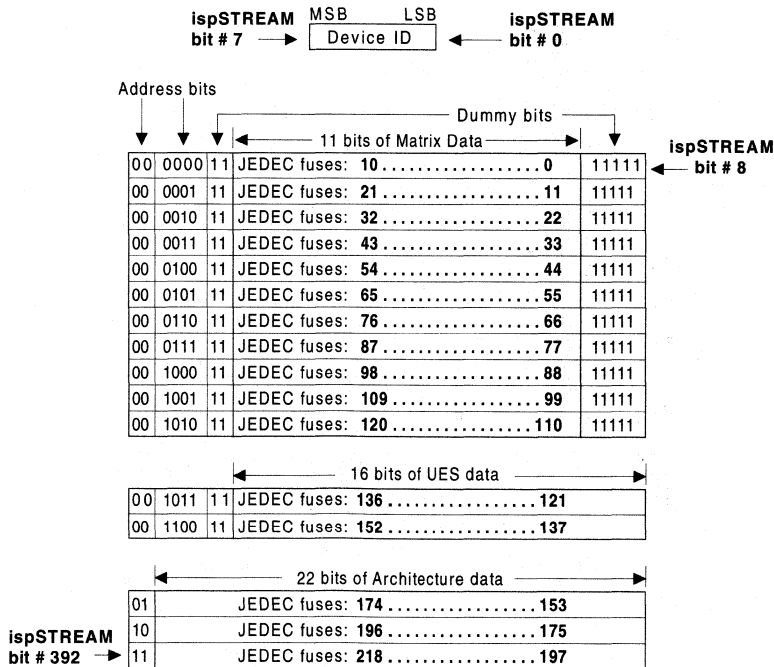 ispSTREAM MSB LSB ispSTREAM
bit # 7 Device ID bit # 0
Address bits
Dummy bits
11 bits of Matrix Data
ispSTREAM
bit # 8
00 0000 11 JEDEC fuses: 10..................0 11111
00 0001 11 JEDEC fuses: 21.................11 11111
00 0010 11 JEDEC fuses: 32.................22 11111
00 0011 11 JEDEC fuses: 43.................33 11111
00 0100 11 JEDEC fuses: 54.................44 11111
00 0101 11 JEDEC fuses: 65.................55 11111
00 0110 11 JEDEC fuses: 76.................66 11111
00 0111 11 JEDEC fuses: 87.................77 11111
00 1000 11 JEDEC fuses: 98.................88 11111
00 1001 11 JEDEC fuses: 109................99 11111
00 1010 11 JEDEC fuses: 120...............110 11111
16 bits of UES data
00 1011 11 JEDEC fuses: 136................121
00 1100 11 JEDEC fuses: 152................137
22 bits of Architecture data
01 JEDEC fuses: 174.................153
10 JEDEC fuses: 196.................175
ispSTREAM
bit # 392 11 JEDEC fuses: 218.................197